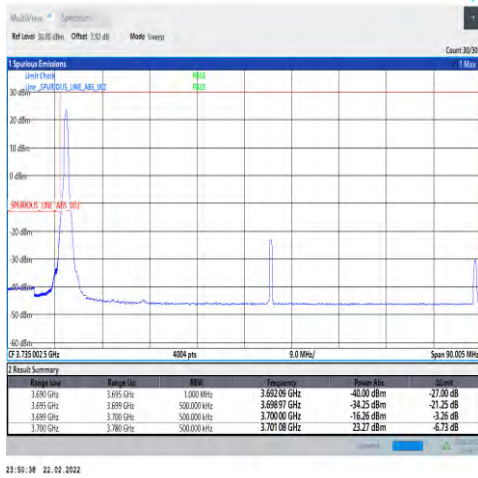 MultiView Spectrum
Ref Level 30.00 dBm Offset 7.92 dB Mode Sweep
Count 30/30
1 Spurious Emissions 1 Max
Limit Check PASS
Line _SPURIOUS_LINE_ABS_002 PASS
30 dBm
20 dBm
10 dBm
0 dBm
SPURIOUS_LINE_ABS_002
-20 dBm
-30 dBm
-40 dBm
-50 dBm
-60 dBm
CF 3.735 002 5 GHz 4004 pts 9.0 MHz/ Span 90.005 MHz
2 Result Summary
Range Low Range Up RBW Frequency Power Abs ΔLimit
3.690 GHz 3.695 GHz 1.000 MHz 3.692 09 GHz -40.00 dBm -27.00 dB
3.695 GHz 3.699 GHz 500.000 kHz 3.698 97 GHz -34.25 dBm -21.25 dB
3.699 GHz 3.700 GHz 500.000 kHz 3.700 00 GHz -16.26 dBm -3.26 dB
3.700 GHz 3.780 GHz 500.000 kHz 3.701 08 GHz 23.27 dBm -6.73 dB
23:50:38 22.02.2022